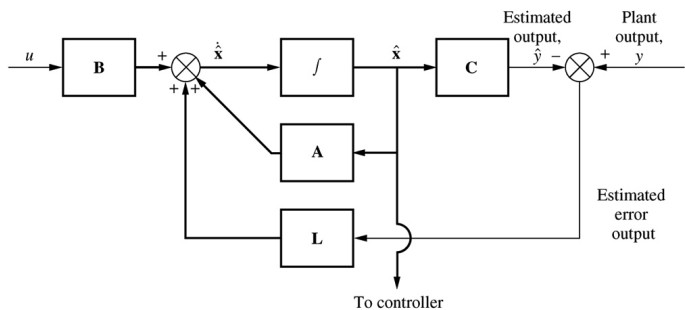 Estimated
output,
ŷ
Plant
output,
y
u
B
+
+
+
x̂̇
∫
x̂
C
−
+
A
L
Estimated
error
output
To controller